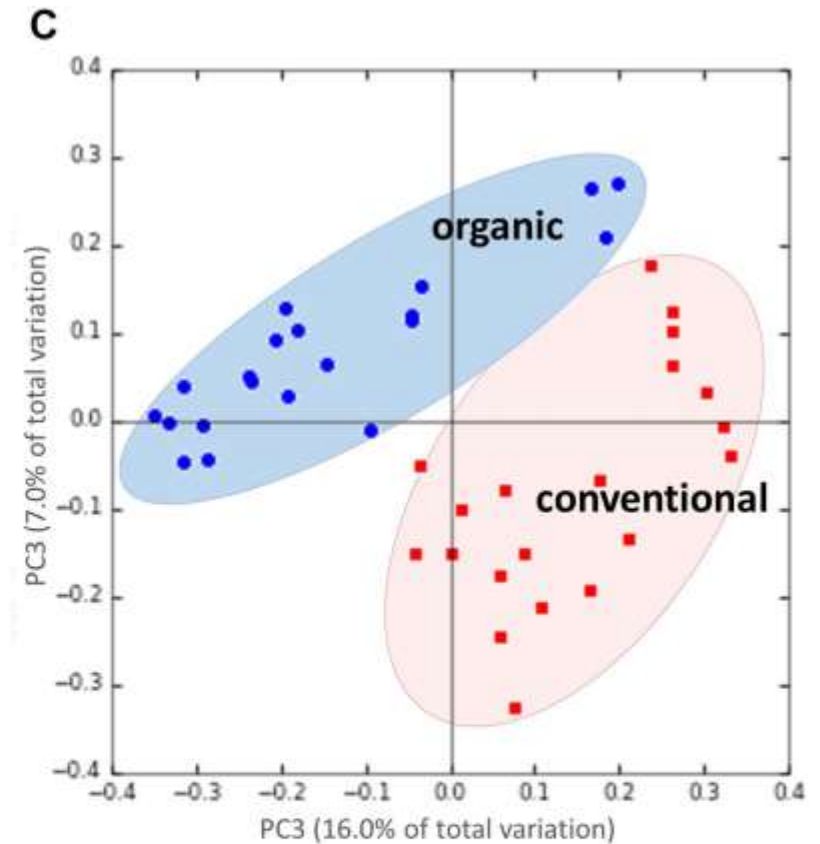 C
0.4
0.3
0.2
0.1
0.0
−0.1
−0.2
−0.3
−0.4
PC3 (7.0% of total variation)
organic
conventional
−0.4 −0.3 −0.2 −0.1 0.0 0.1 0.2 0.3 0.4
PC3 (16.0% of total variation)